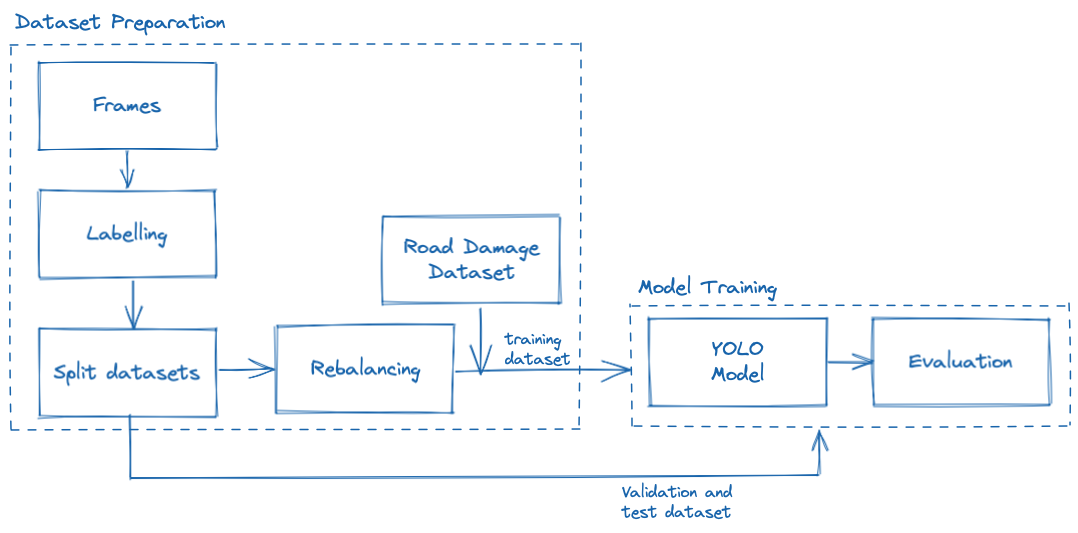 Dataset Preparation
Frames
Labelling
Road Damage
Dataset
Split datasets
Rebalancing
training
dataset
Model Training
YOLO
Model
Evaluation
Validation and
test dataset